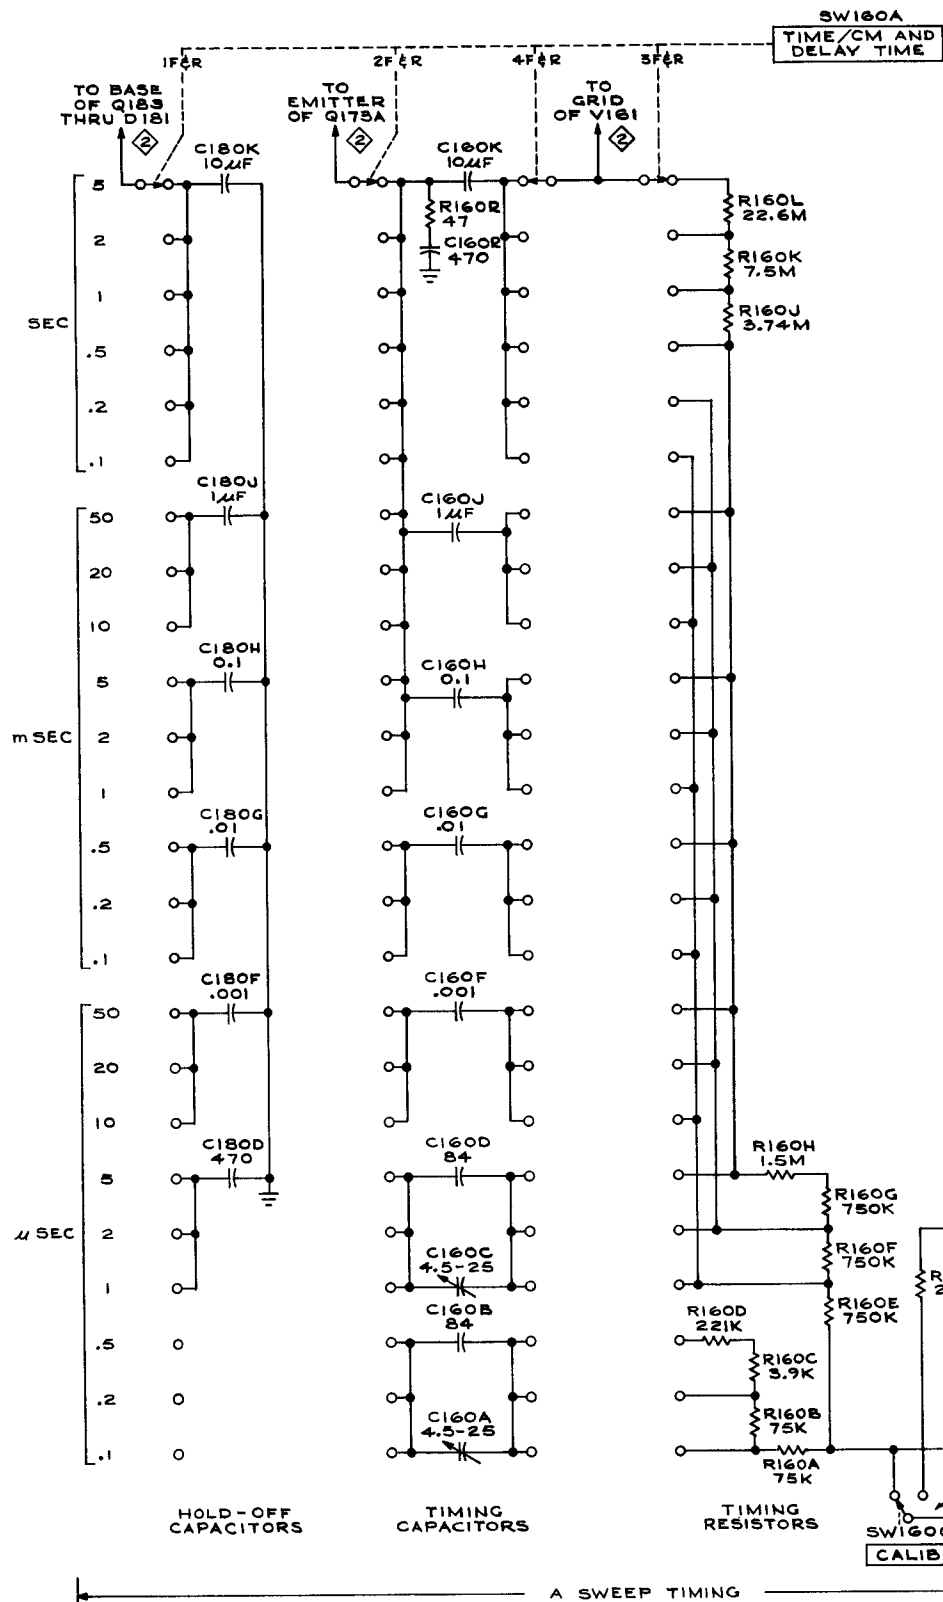 SW160A
TIME/CM AND
DELAY TIME
1F&R
2F&R
4F&R
3F&R
TO BASE
OF Q183
THRU D181
2
TO
EMITTER
OF Q173A
TO
GRID
OF V161
2
C180K
10µF
C160K
10µF
R160R
47
C160R
470
R160L
22.6M
R160K
7.5M
R160J
3.74M
SEC
5
2
1
.5
.2
.1
C180J
1µF
C160J
1µF
m SEC
50
20
10
C180H
0.1
C160H
0.1
5
2
1
C180G
.01
C160G
.01
.5
.2
.1
C180F
.001
C160F
.001
µ SEC
50
20
10
C180D
470
C160D
84
R160H
1.5M
R160G
750K
5
2
1
C160C
4.5-25
R160F
750K
R160E
750K
C160B
84
R160D
221K
R160C
3.9K
.5
.2
.1
C160A
4.5-25
R160B
75K
R160A
75K
R
2
HOLD-OFF
CAPACITORS
TIMING
CAPACITORS
TIMING
RESISTORS
SW160
CALIB
A SWEEP TIMING